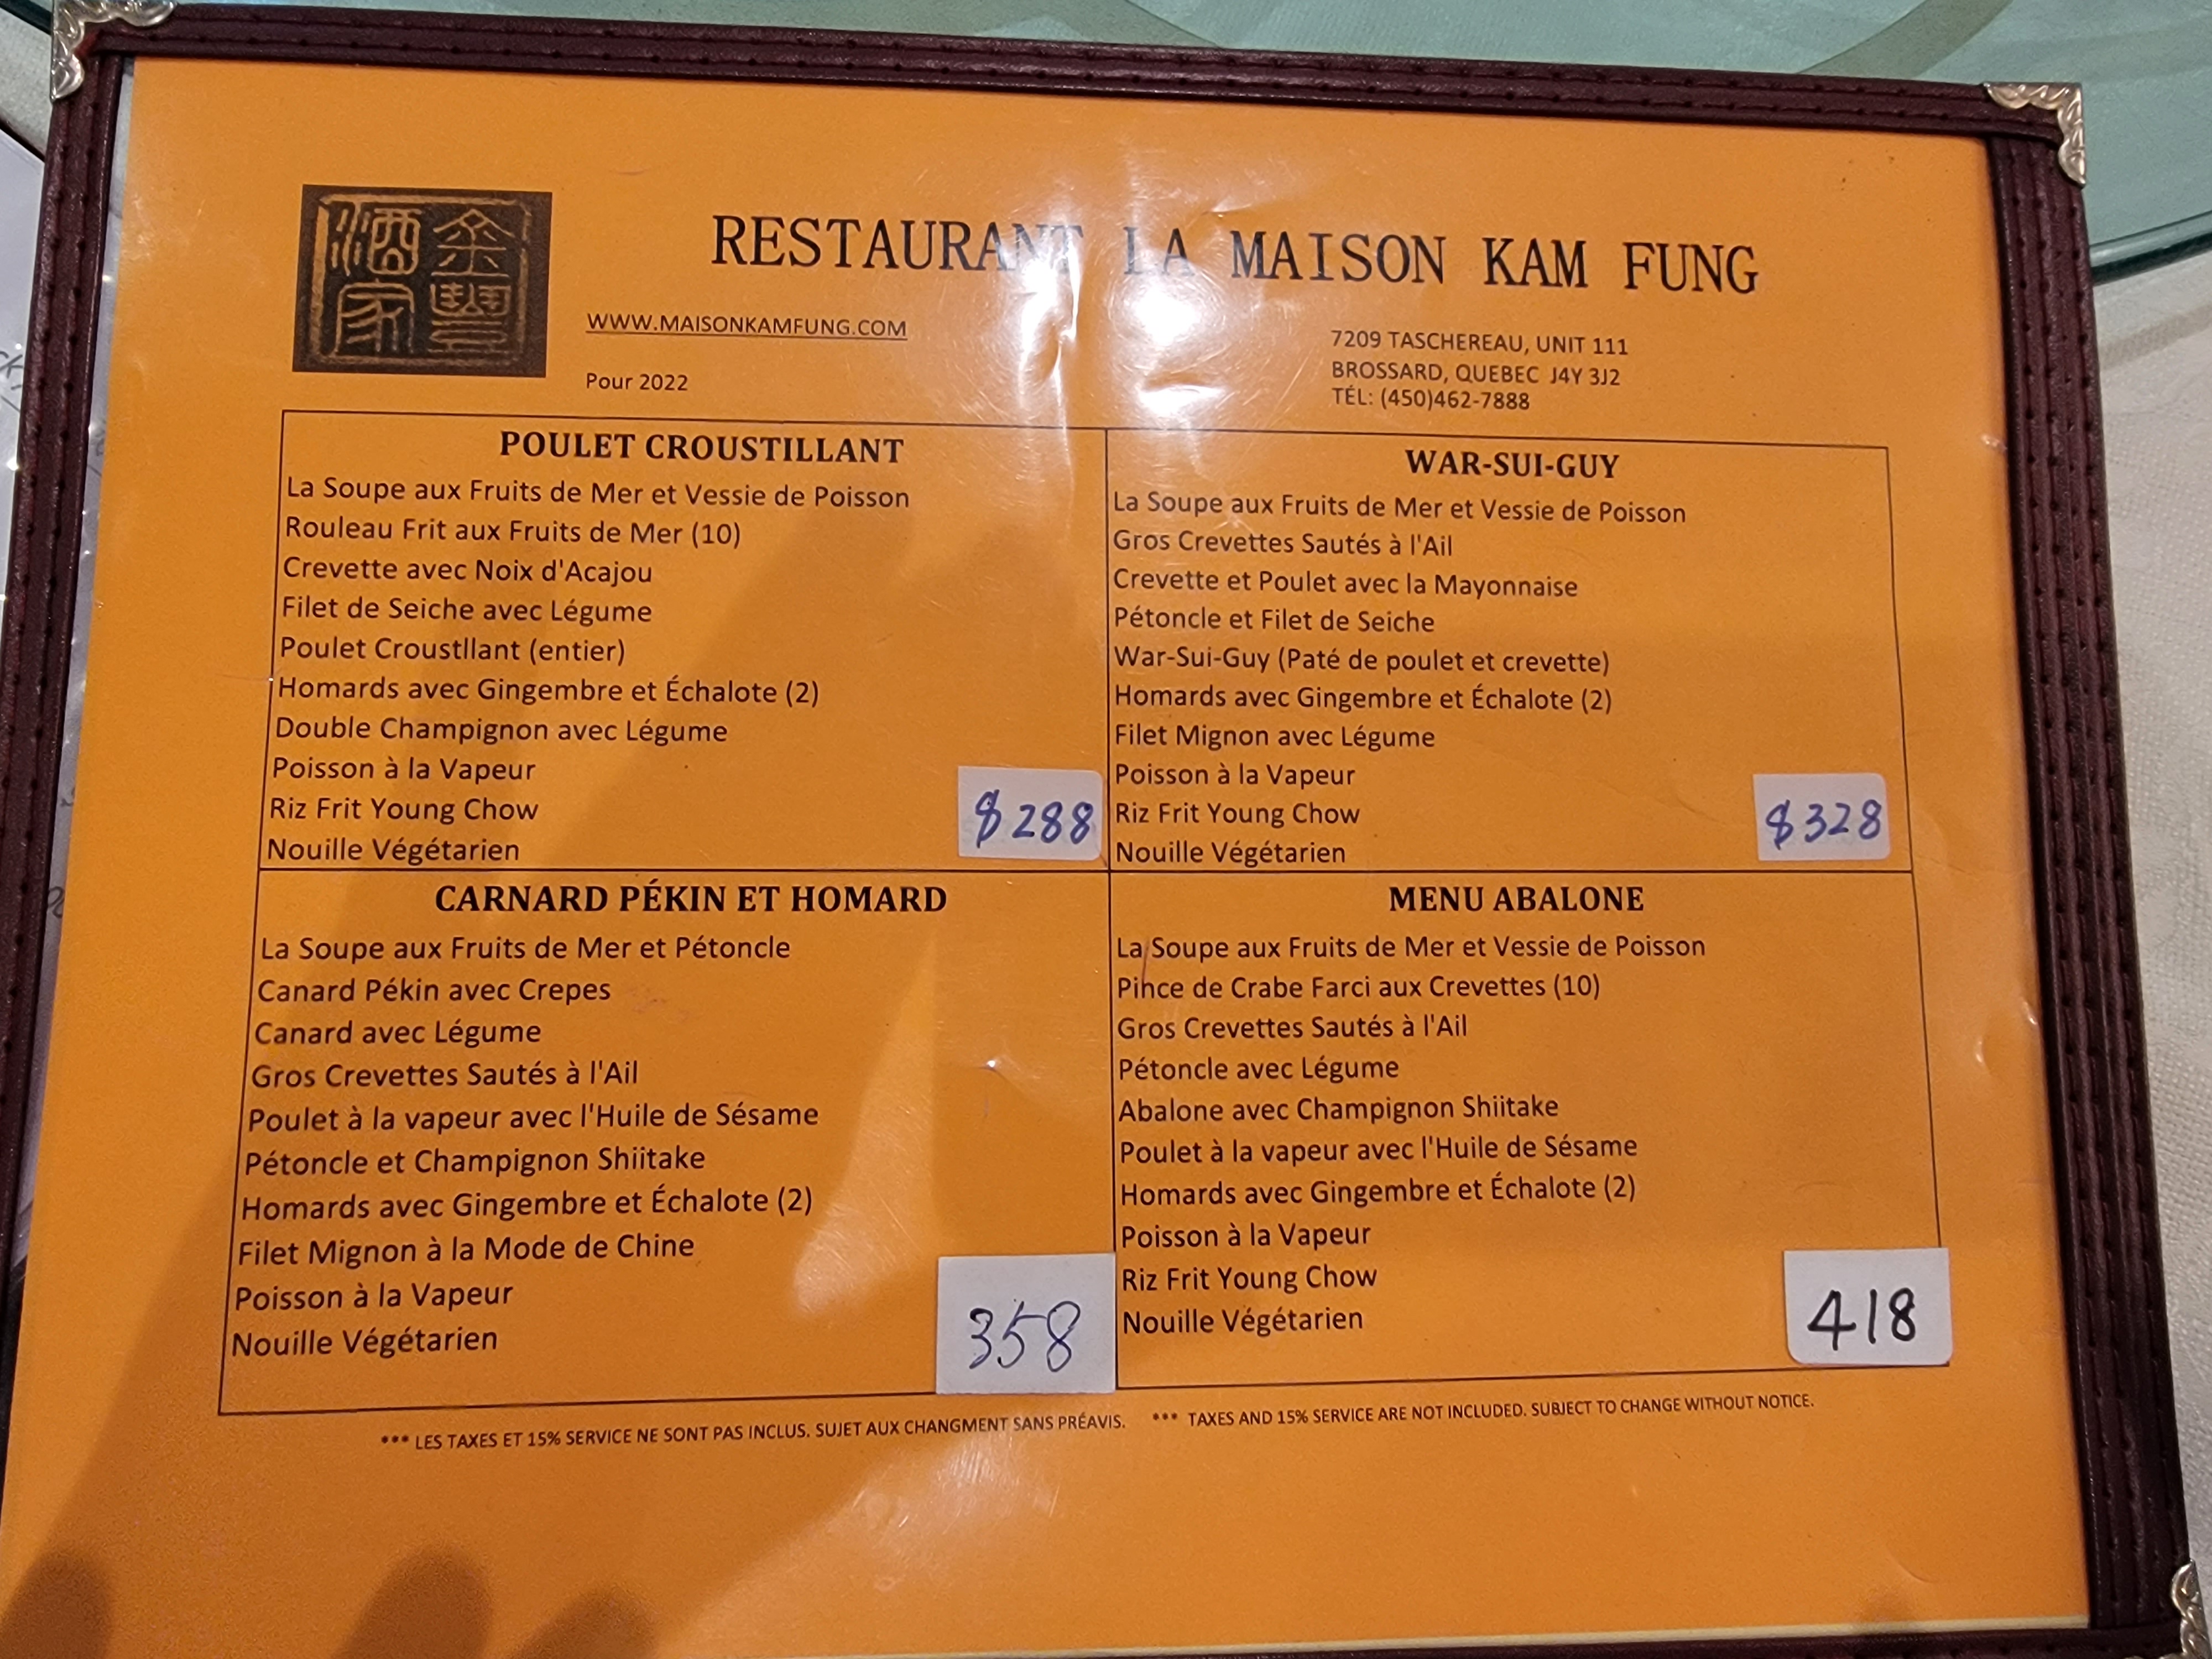 金豐
酒家
RESTAURANT LA MAISON KAM FUNG
WWW.MAISONKAMFUNG.COM
Pour 2022
7209 TASCHEREAU, UNIT 111
BROSSARD, QUEBEC J4Y 3J2
TÉL: (450)462-7888
POULET CROUSTILLANT
La Soupe aux Fruits de Mer et Vessie de Poisson
Rouleau Frit aux Fruits de Mer (10)
Crevette avec Noix d'Acajou
Filet de Seiche avec Légume
Poulet Croustllant (entier)
Homards avec Gingembre et Échalote (2)
Double Champignon avec Légume
Poisson à la Vapeur
Riz Frit Young Chow
Nouille Végétarien
$288
WAR-SUI-GUY
La Soupe aux Fruits de Mer et Vessie de Poisson
Gros Crevettes Sautés à l'Ail
Crevette et Poulet avec la Mayonnaise
Pétoncle et Filet de Seiche
War-Sui-Guy (Paté de poulet et crevette)
Homards avec Gingembre et Échalote (2)
Filet Mignon avec Légume
Poisson à la Vapeur
Riz Frit Young Chow
Nouille Végétarien
$328
CARNARD PÉKIN ET HOMARD
La Soupe aux Fruits de Mer et Pétoncle
Canard Pékin avec Crepes
Canard avec Légume
Gros Crevettes Sautés à l'Ail
Poulet à la vapeur avec l'Huile de Sésame
Pétoncle et Champignon Shiitake
Homards avec Gingembre et Échalote (2)
Filet Mignon à la Mode de Chine
Poisson à la Vapeur
Nouille Végétarien
358
MENU ABALONE
La Soupe aux Fruits de Mer et Vessie de Poisson
Pince de Crabe Farci aux Crevettes (10)
Gros Crevettes Sautés à l'Ail
Pétoncle avec Légume
Abalone avec Champignon Shiitake
Poulet à la vapeur avec l'Huile de Sésame
Homards avec Gingembre et Échalote (2)
Poisson à la Vapeur
Riz Frit Young Chow
Nouille Végétarien
418
*** LES TAXES ET 15% SERVICE NE SONT PAS INCLUS. SUJET AUX CHANGMENT SANS PRÉAVIS. *** TAXES AND 15% SERVICE ARE NOT INCLUDED. SUBJECT TO CHANGE WITHOUT NOTICE.